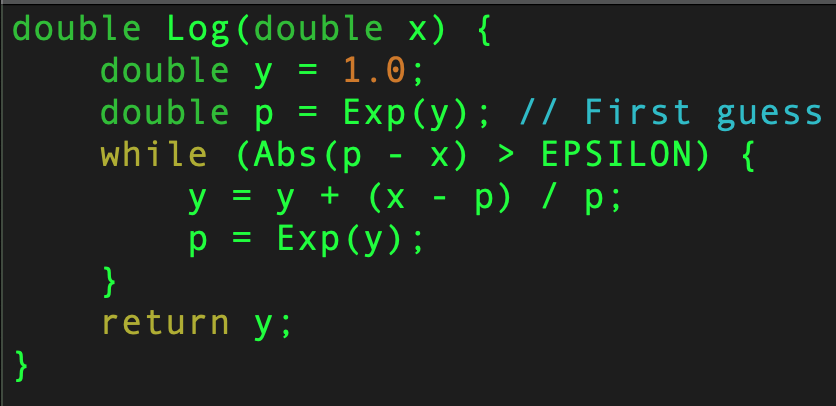 double Log(double x) {
    double y = 1.0;
    double p = Exp(y); // First guess
    while (Abs(p - x) > EPSILON) {
        y = y + (x - p) / p;
        p = Exp(y);
    }
    return y;
}